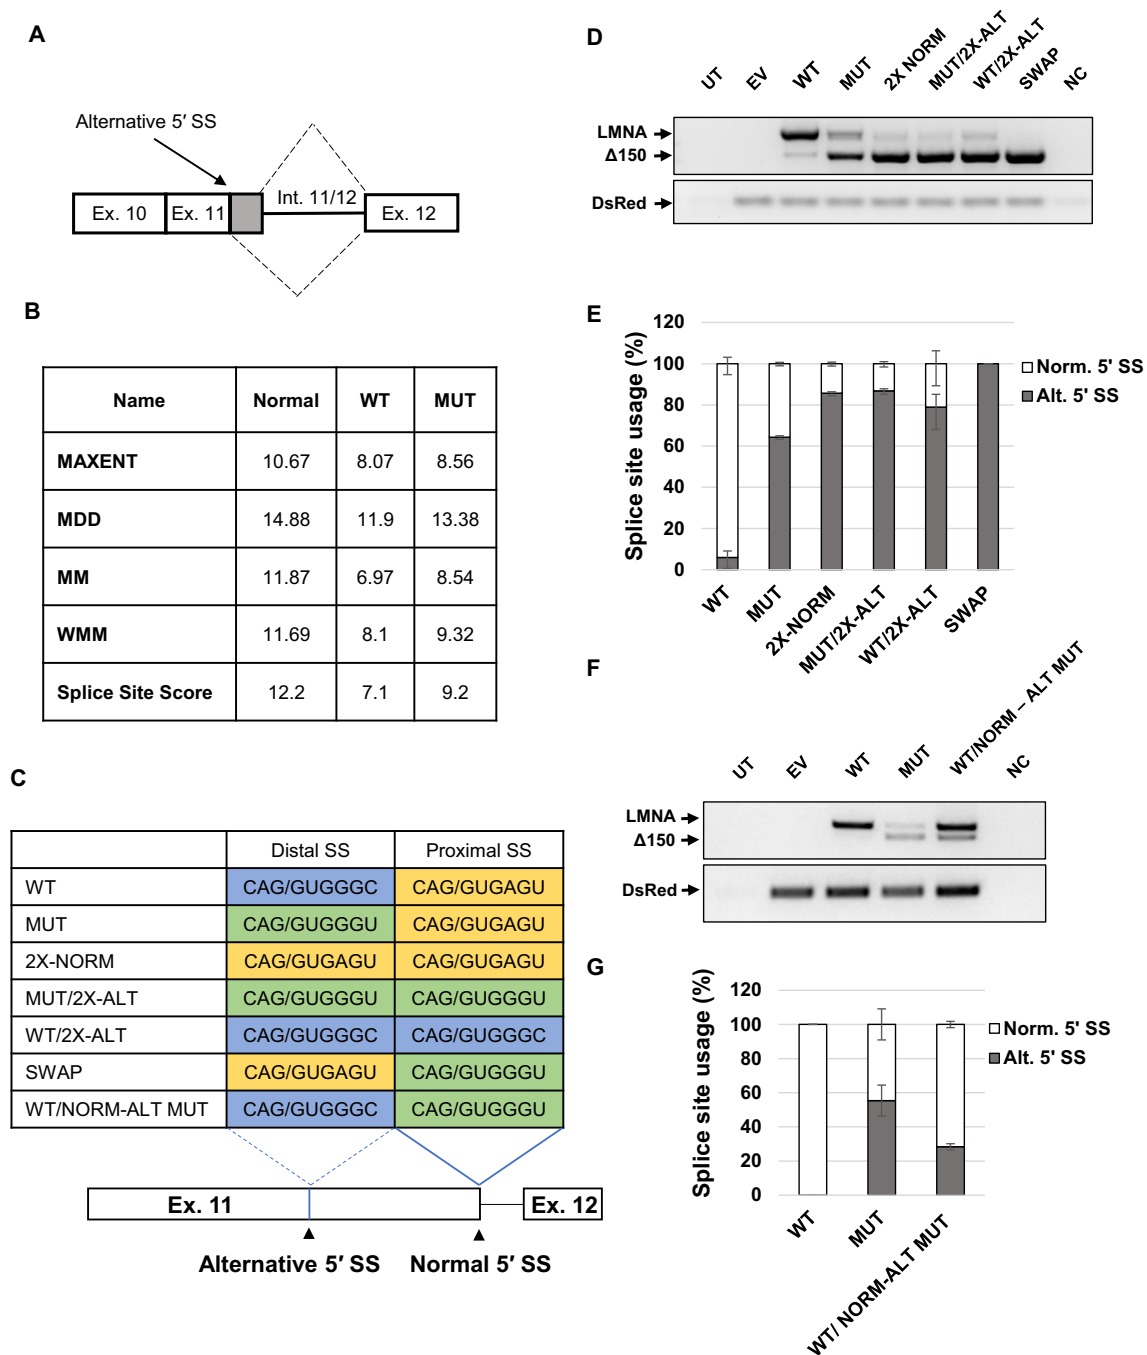 A
Alternative 5′ SS
Int. 11/12
Ex. 10
Ex. 11
Ex. 12
B
Name Normal WT MUT
MAXENT 10.67 8.07 8.56
MDD 14.88 11.9 13.38
MM 11.87 6.97 8.54
WMM 11.69 8.1 9.32
Splice Site Score 12.2 7.1 9.2
C
Distal SS Proximal SS
WT CAG/GUGGGC CAG/GUGAGU
MUT CAG/GUGGGU CAG/GUGAGU
2X-NORM CAG/GUGAGU CAG/GUGAGU
MUT/2X-ALT CAG/GUGGGU CAG/GUGGGU
WT/2X-ALT CAG/GUGGGC CAG/GUGGGC
SWAP CAG/GUGAGU CAG/GUGGGU
WT/NORM-ALT MUT CAG/GUGGGC CAG/GUGGGU
Ex. 11
Ex. 12
Alternative 5′ SS
Normal 5′ SS
D
UT
EV
WT
MUT
2X NORM
MUT/2X-ALT
WT/2X-ALT
SWAP
NC
LMNA
Δ150
DsRed
E
Splice site usage (%)
120
100
80
60
40
20
0
Norm. 5' SS
Alt. 5' SS
WT
MUT
2X-NORM
MUT/2X-ALT
WT/2X-ALT
SWAP
F
UT
EV
WT
MUT
WT/NORM – ALT MUT
NC
LMNA
Δ150
DsRed
G
Splice site usage (%)
120
100
80
60
40
20
0
Norm. 5' SS
Alt. 5' SS
WT
MUT
WT/ NORM-ALT MUT